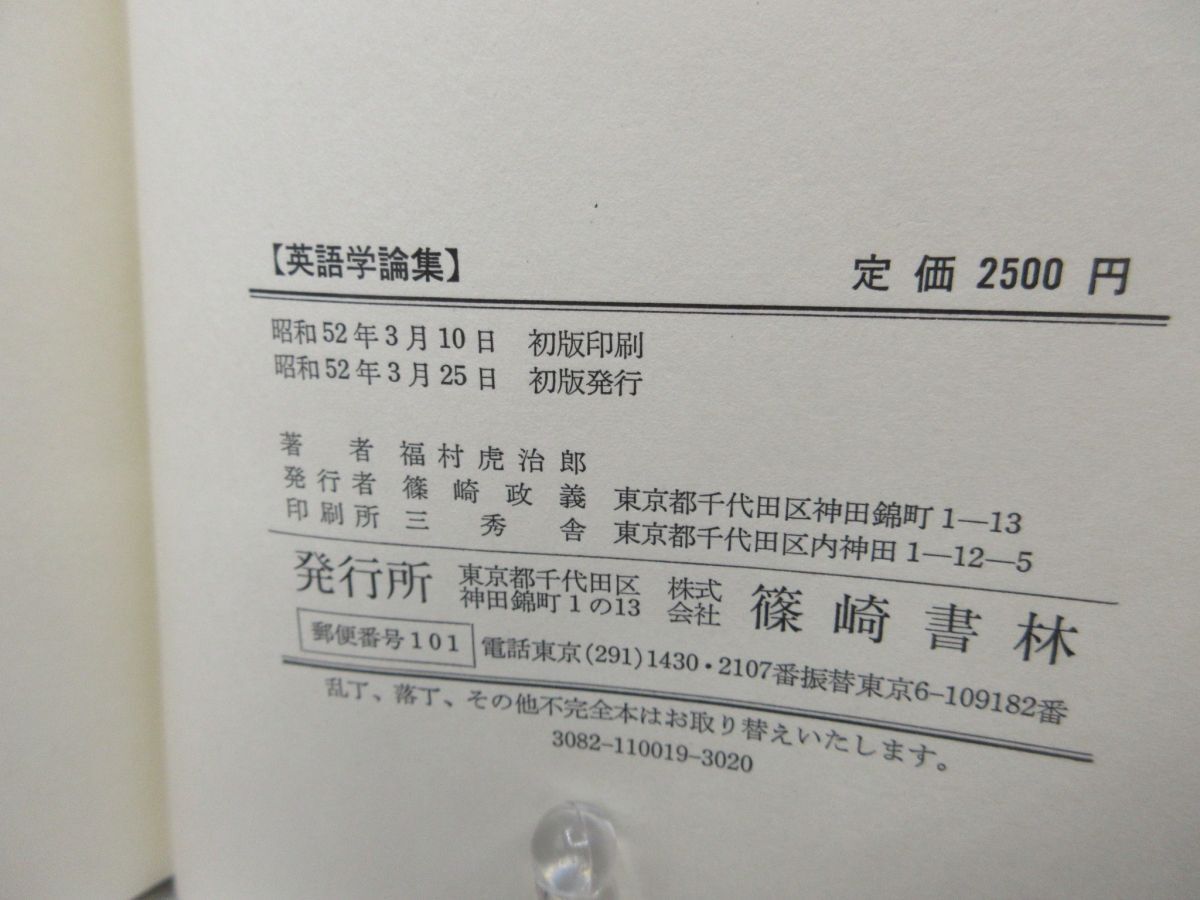 【英語学論集】 定価 2500 円
昭和52年3月10日 初版印刷
昭和52年3月25日 初版発行
著者 福村虎治郎
発行者 篠崎政義 東京都千代田区神田錦町1―13
印刷所 三秀舎 東京都千代田区内神田1―12―5
発行所 東京都千代田区 株式 篠崎書林
神田錦町1の13 会社
郵便番号101 電話東京(291)1430・2107番振替東京6-109182番
乱丁、落丁、その他不完全本はお取り替えいたします。
3082-110019-3020